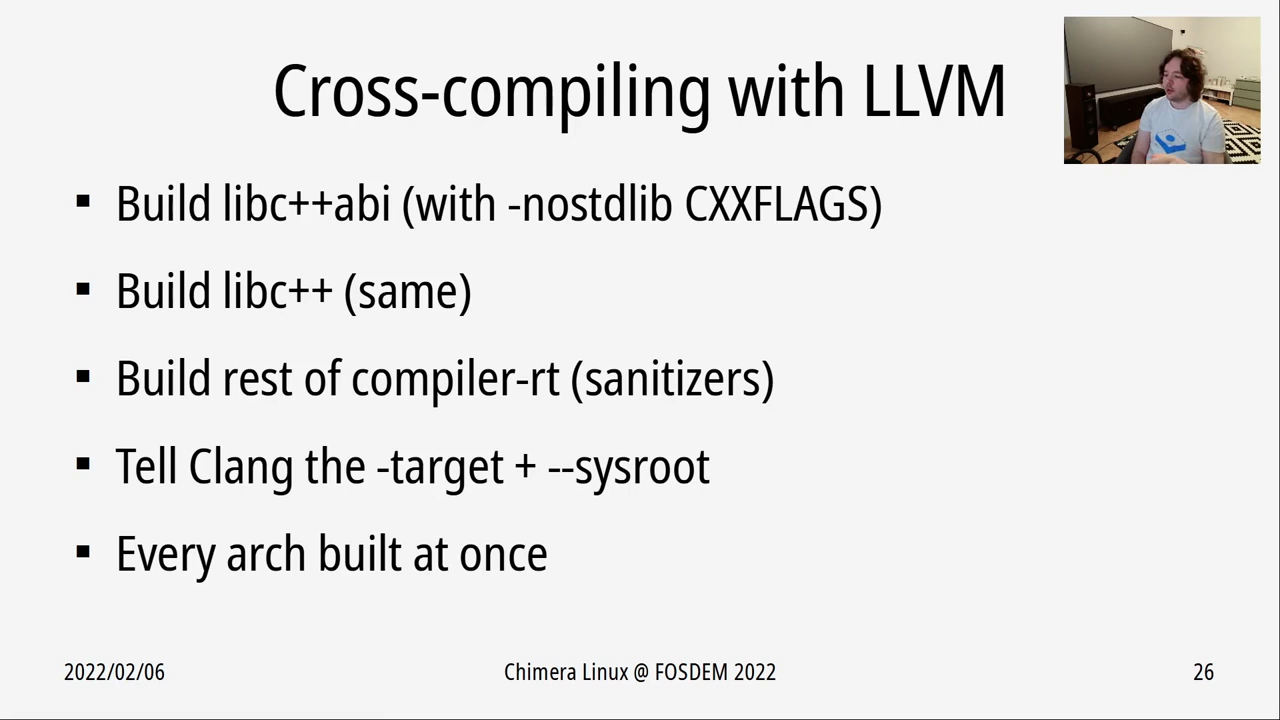 Cross-compiling with LLVM
▪ Build libc++abi (with -nostdlib CXXFLAGS)
▪ Build libc++ (same)
▪ Build rest of compiler-rt (sanitizers)
▪ Tell Clang the -target + --sysroot
▪ Every arch built at once
2022/02/06
Chimera Linux @ FOSDEM 2022
26